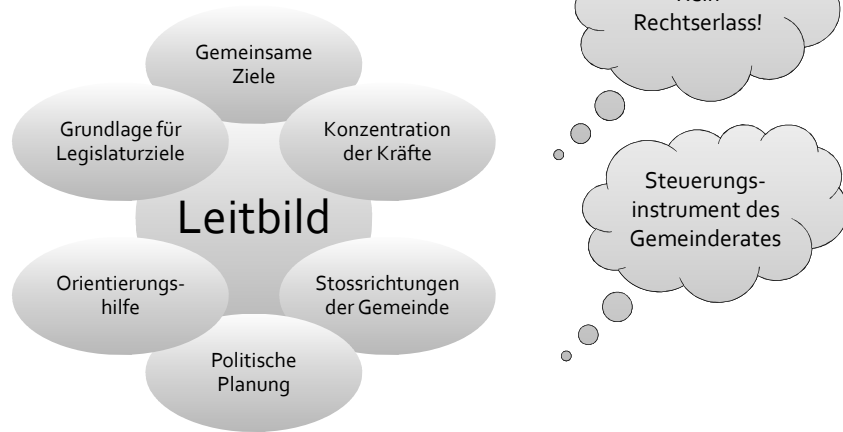 Gemeinsame
Ziele
Grundlage für
Legislaturziele
Konzentration
der Kräfte
Leitbild
Orientierungs-
hilfe
Stossrichtungen
der Gemeinde
Politische
Planung
Rechtserlass!
Steuerungs-
instrument des
Gemeinderates